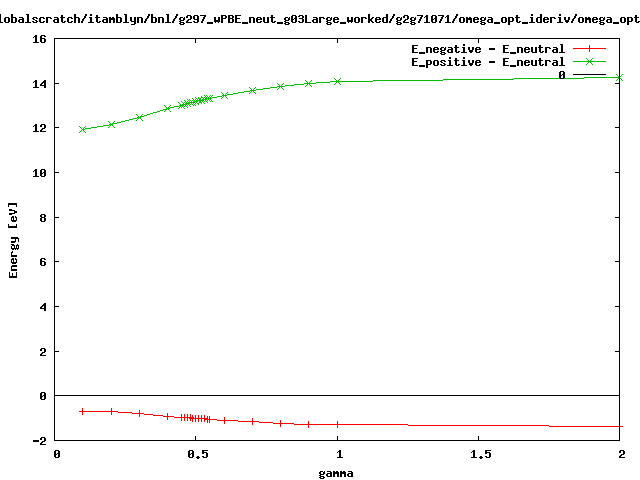 lobalscratch/itamblyn/bnl/g297_wPBE_neut_g03Large_worked/g2g71071/omega_opt_ideriv/omega_opt
16
14
12
10
8
6
4
2
0
-2
Energy [eV]
E_negative - E_neutral
E_positive - E_neutral
0
0 0.5 1 1.5 2
gamma